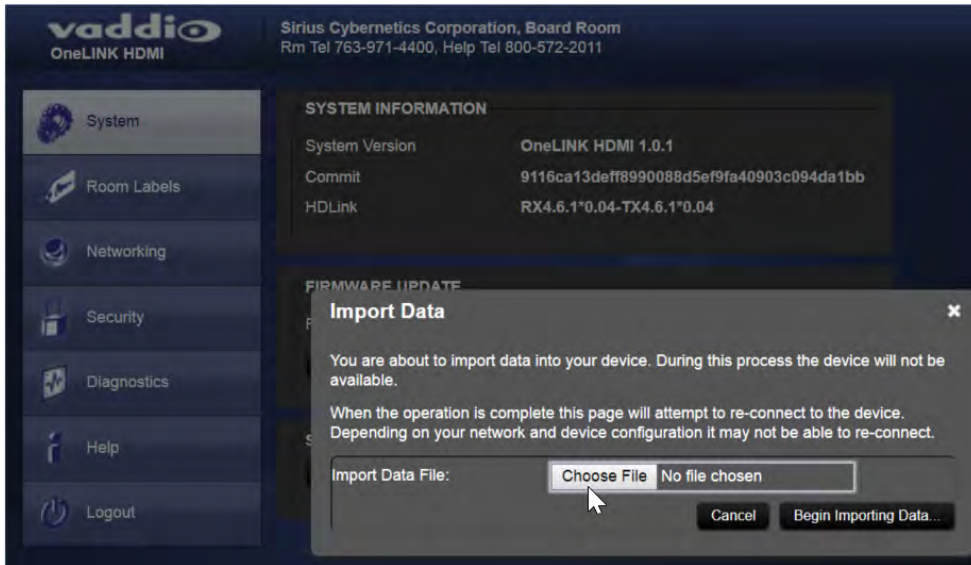 vaddio
OneLINK HDMI
Sirius Cybernetics Corporation, Board Room
Rm Tel 763-971-4400, Help Tel 800-572-2011
System
Room Labels
Networking
Security
Diagnostics
Help
Logout
SYSTEM INFORMATION
System Version OneLINK HDMI 1.0.1
Commit 9116ca13deff8990088d5ef9fa40903c094da1bb
HDLink RX4.6.1*0.04-TX4.6.1*0.04
FIRMWARE UPDATE
Import Data
You are about to import data into your device. During this process the device will not be
available.
When the operation is complete this page will attempt to re-connect to the device.
Depending on your network and device configuration it may not be able to re-connect.
Import Data File: Choose File No file chosen
Cancel Begin Importing Data...